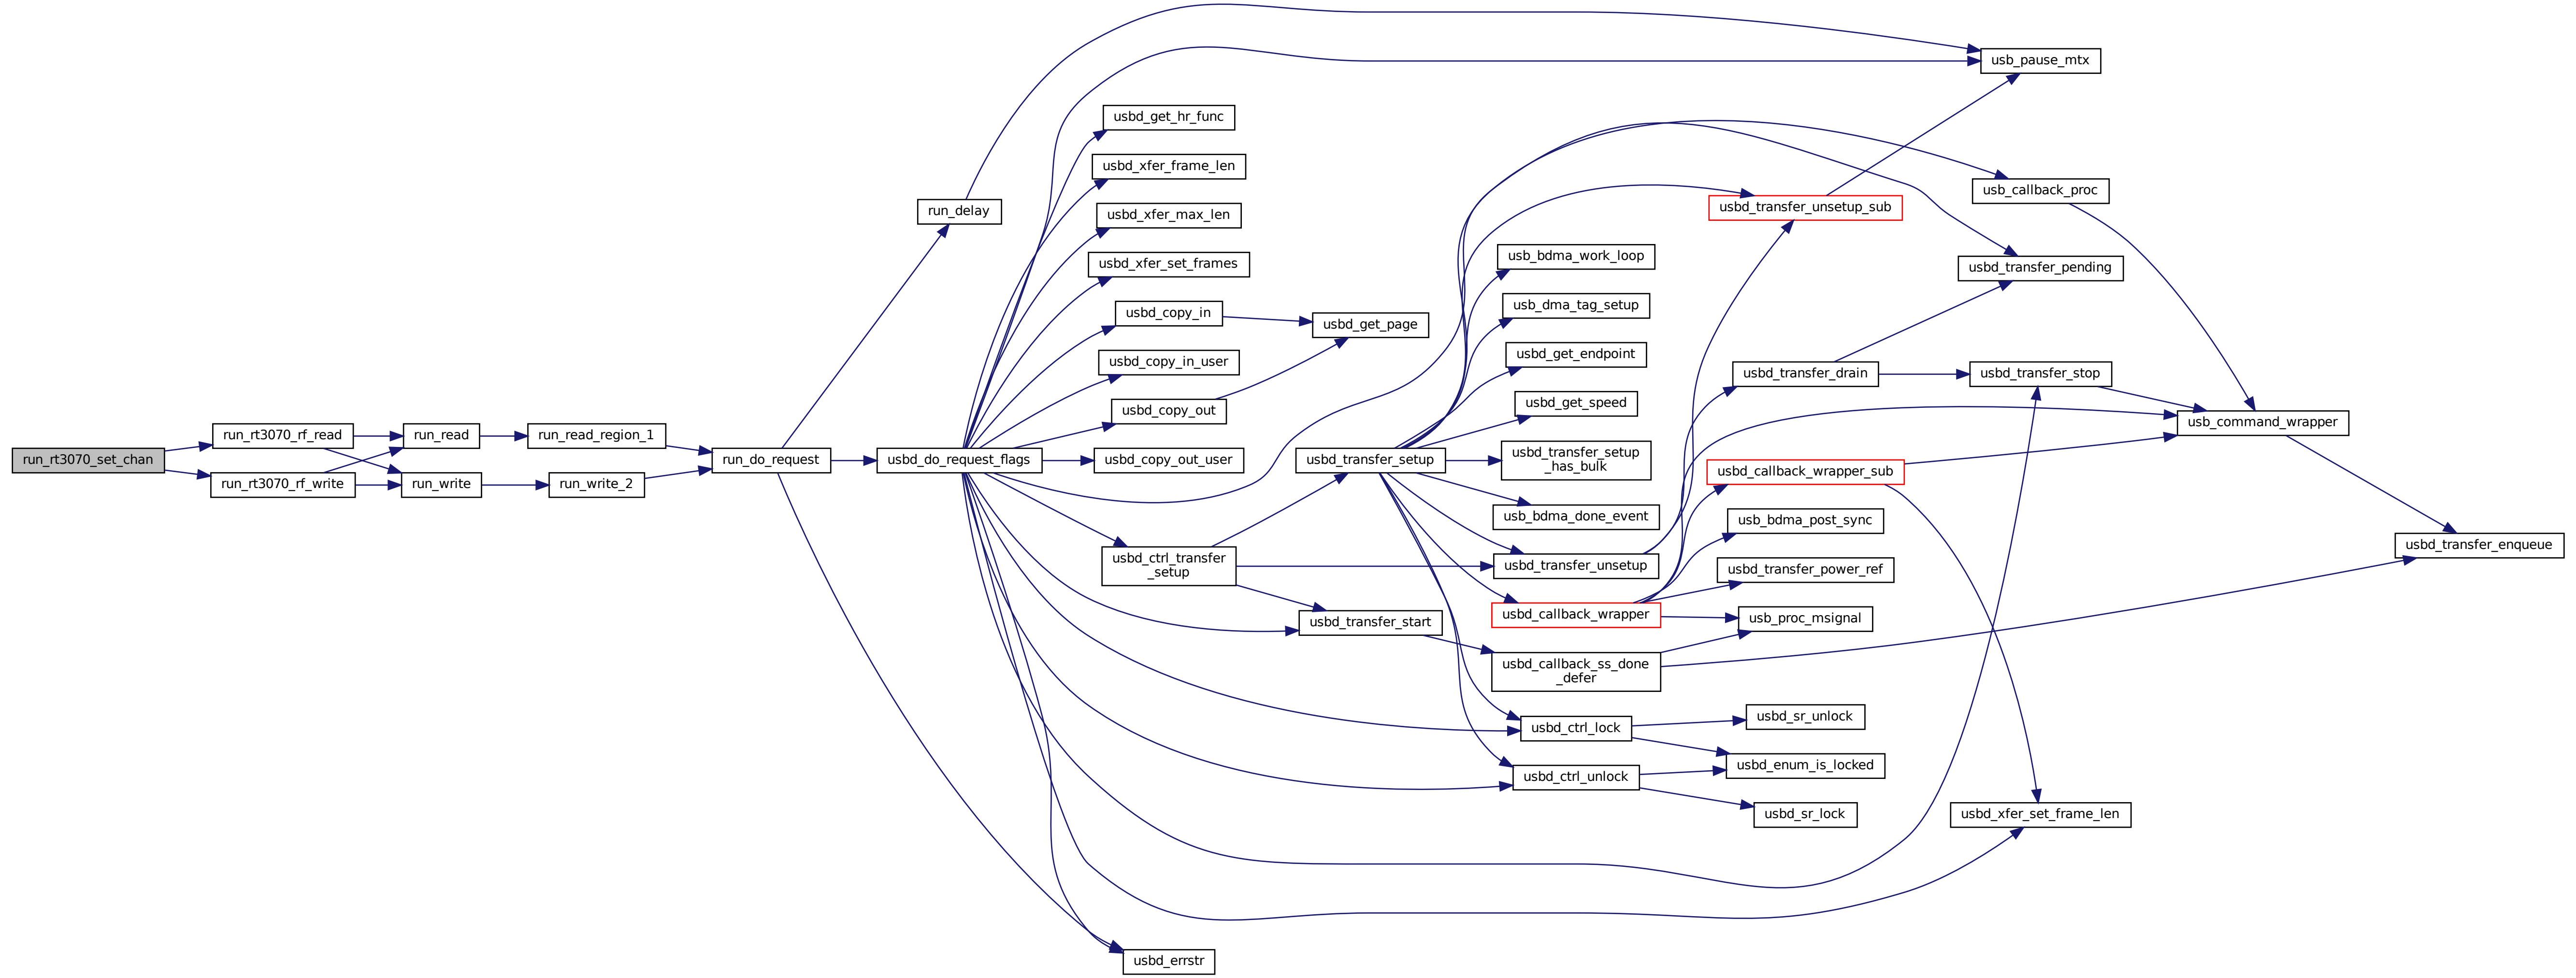 run_rt3070_set_chan
run_rt3070_rf_read
run_rt3070_rf_write
run_read
run_write
run_read_region_1
run_write_2
run_do_request
run_delay
usbd_do_request_flags
usbd_get_hr_func
usbd_xfer_frame_len
usbd_xfer_max_len
usbd_xfer_set_frames
usbd_copy_in
usbd_copy_in_user
usbd_copy_out
usbd_copy_out_user
usbd_ctrl_transfer
_setup
usbd_errstr
usbd_get_page
usbd_transfer_setup
usbd_transfer_start
usb_bdma_work_loop
usb_dma_tag_setup
usbd_get_endpoint
usbd_get_speed
usbd_transfer_setup
_has_bulk
usb_bdma_done_event
usbd_transfer_unsetup
usbd_callback_wrapper
usbd_callback_ss_done
_defer
usbd_ctrl_lock
usbd_ctrl_unlock
usbd_transfer_unsetup_sub
usbd_transfer_drain
usbd_callback_wrapper_sub
usb_bdma_post_sync
usbd_transfer_power_ref
usb_proc_msignal
usbd_sr_unlock
usbd_enum_is_locked
usbd_sr_lock
usb_pause_mtx
usb_callback_proc
usbd_transfer_pending
usbd_transfer_stop
usbd_xfer_set_frame_len
usb_command_wrapper
usbd_transfer_enqueue